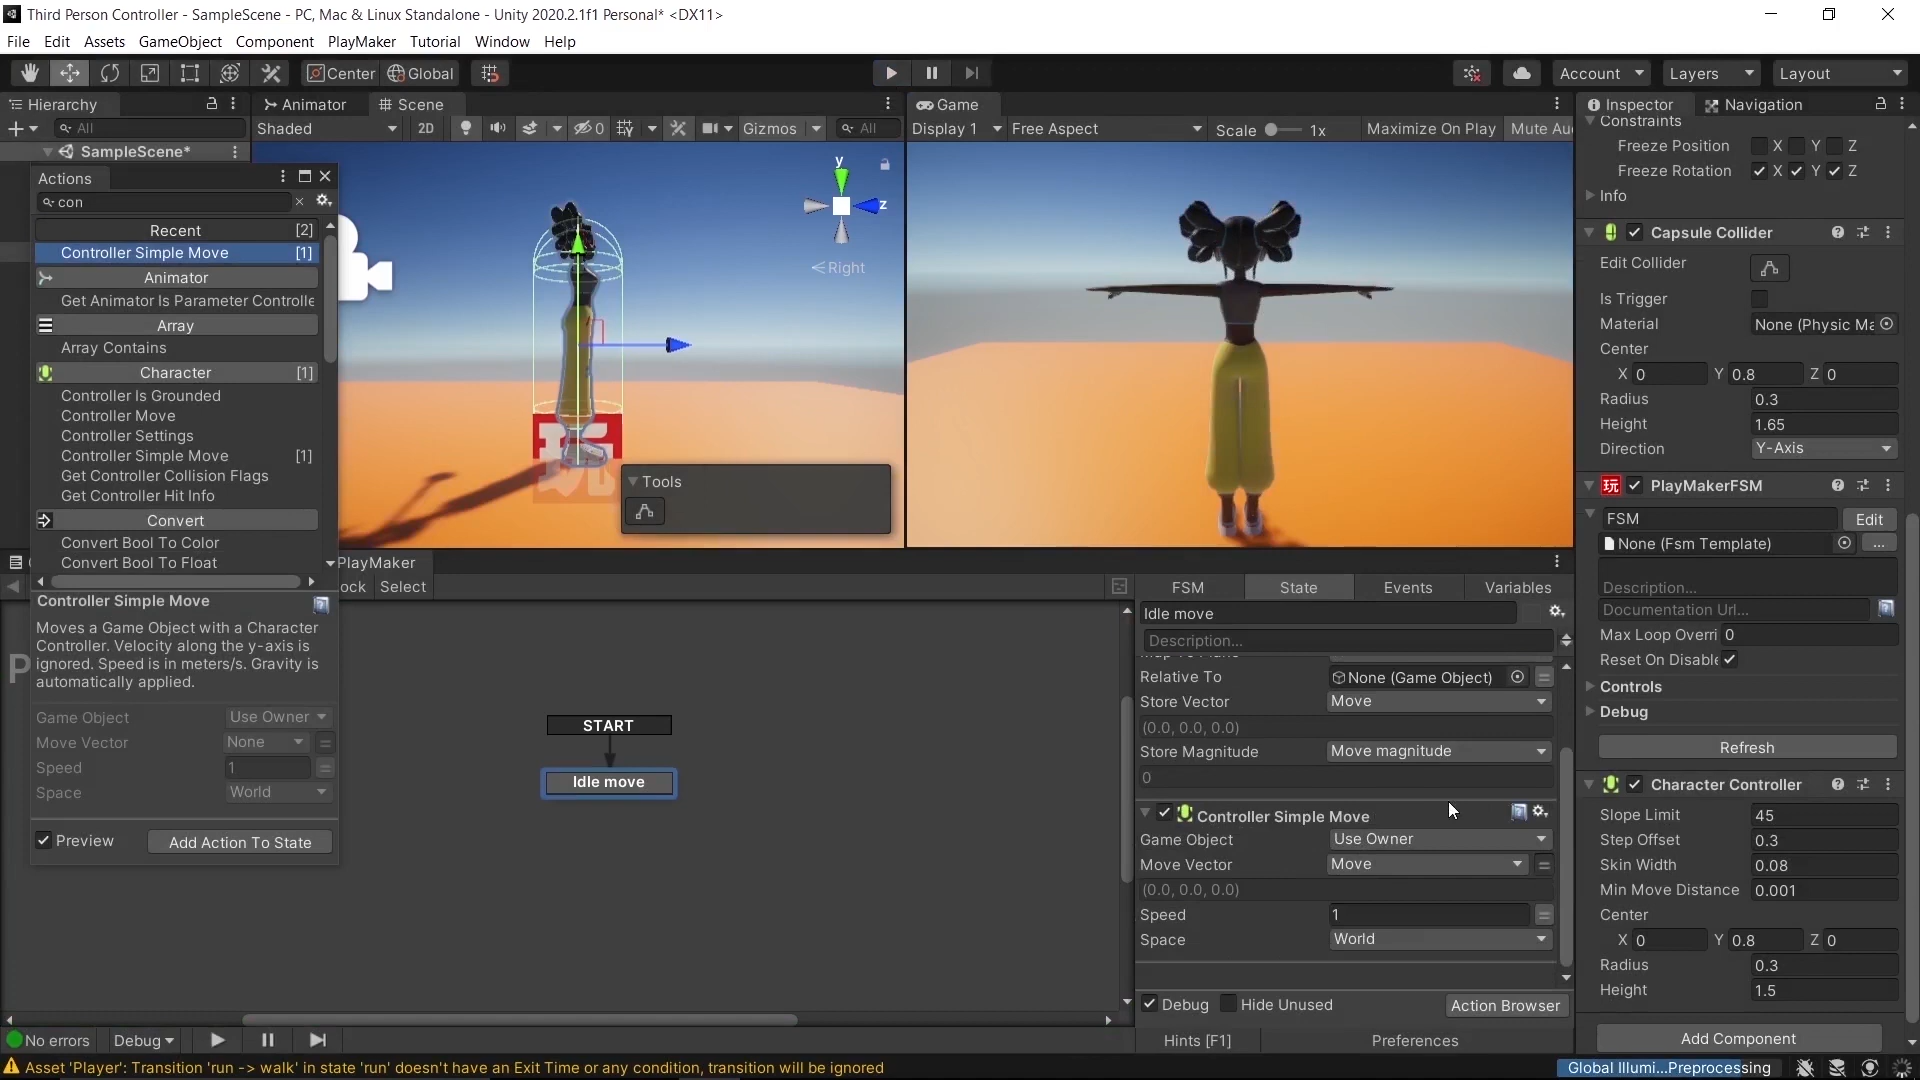 Third Person Controller - SampleScene - PC, Mac & Linux Standalone - Unity 2020.2.1f1 Personal* <DX11>
File Edit Assets GameObject Component PlayMaker Tutorial Window Help
Center Global Account Layers Layout
Hierarchy Animator Scene Game Inspector Navigation
All Shaded 2D 0 Gizmos All Display 1 Free Aspect Scale 1x Maximize On Play Mute Au
Constraints
SampleScene*
Freeze Position X Y Z
Freeze Rotation X Y Z
Info
Actions
con
Recent [2]
Controller Simple Move [1]
Animator
Get Animator Is Parameter Controlle
Array
Array Contains
Character [1]
Controller Is Grounded
Controller Move
Controller Settings
Controller Simple Move [1]
Get Controller Collision Flags
Get Controller Hit Info
Convert
Convert Bool To Color
Convert Bool To Float
Controller Simple Move
Moves a Game Object with a Character
Controller. Velocity along the y-axis is
ignored. Speed is in meters/s. Gravity is
automatically applied.
Game Object Use Owner
Move Vector None
Speed 1
Space World
Preview Add Action To State
y
z
Right
玩
Tools
PlayMaker
ock Select
P
START
Idle move
FSM State Events Variables
Idle move
Description...
Relative To None (Game Object)
Store Vector Move
(0.0, 0.0, 0.0)
Store Magnitude Move magnitude
0
Controller Simple Move
Game Object Use Owner
Move Vector Move
(0.0, 0.0, 0.0)
Speed 1
Space World
Debug Hide Unused Action Browser
Hints [F1] Preferences
Capsule Collider
Edit Collider
Is Trigger
Material None (Physic Ma
Center
X 0 Y 0.8 Z 0
Radius 0.3
Height 1.65
Direction Y-Axis
玩 PlayMakerFSM
FSM Edit
None (Fsm Template) ...
Description...
Documentation Url...
Max Loop Overri 0
Reset On Disable
Controls
Debug
Refresh
Character Controller
Slope Limit 45
Step Offset 0.3
Skin Width 0.08
Min Move Distance 0.001
Center
X 0 Y 0.8 Z 0
Radius 0.3
Height 1.5
Add Component
No errors Debug
Asset 'Player': Transition 'run -> walk' in state 'run' doesn't have an Exit Time or any condition, transition will be ignored
Global Illumi...Preprocessing